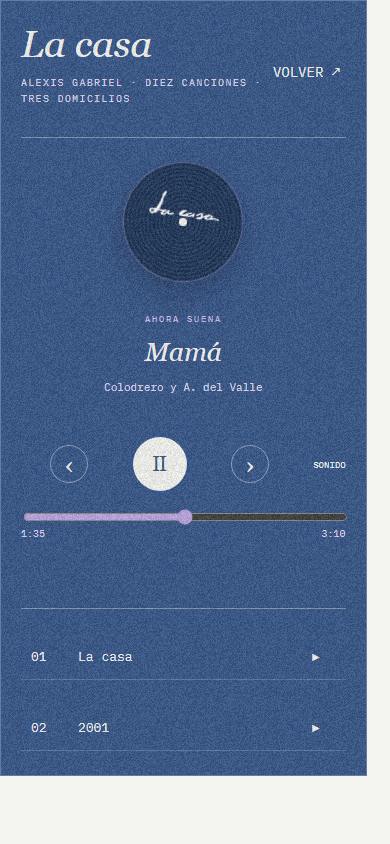 La casa
ALEXIS GABRIEL · DIEZ CANCIONES ·
TRES DOMICILIOS
VOLVER ↗
La casa
AHORA SUENA
Mamá
Colodrero y A. del Valle
‹
II
›
SONIDO
1:35
3:10
01 La casa ▶
02 2001 ▶